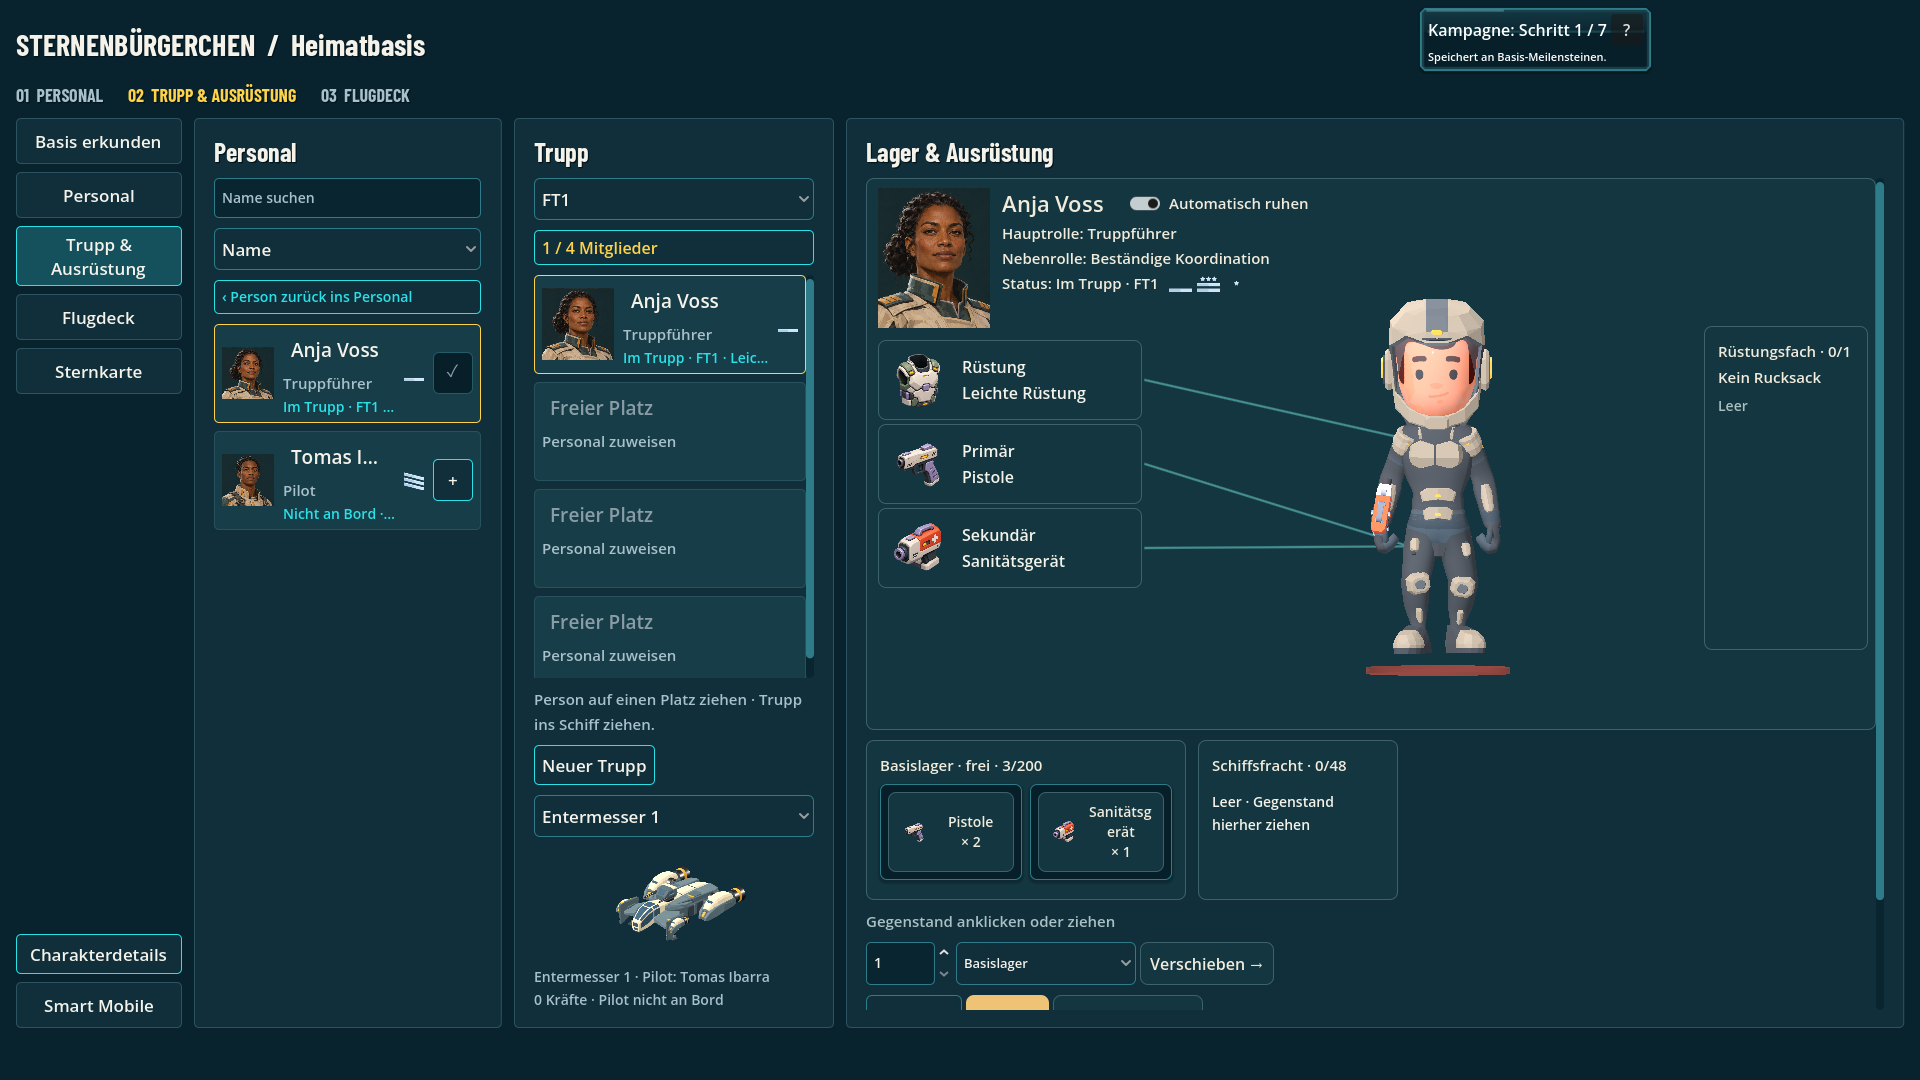 STERNENBÜRGERCHEN / Heimatbasis
Kampagne: Schritt 1 / 7 ?
Speichert an Basis-Meilensteinen.
01 PERSONAL 02 TRUPP & AUSRÜSTUNG 03 FLUGDECK
Basis erkunden
Personal
Trupp &
Ausrüstung
Flugdeck
Sternkarte
Charakterdetails
Smart Mobile
Personal
Name suchen
Name
‹ Person zurück ins Personal
Anja Voss
Truppführer
Im Trupp · FT1 ...
✓
Tomas I...
Pilot
Nicht an Bord ·...
+
Trupp
FT1
1 / 4 Mitglieder
Anja Voss
Truppführer
Im Trupp · FT1 · Leic...
Freier Platz
Personal zuweisen
Freier Platz
Personal zuweisen
Freier Platz
Personal zuweisen
Person auf einen Platz ziehen · Trupp
ins Schiff ziehen.
Neuer Trupp
Entermesser 1
Entermesser 1 · Pilot: Tomas Ibarra
0 Kräfte · Pilot nicht an Bord
Lager & Ausrüstung
Anja Voss
Automatisch ruhen
Hauptrolle: Truppführer
Nebenrolle: Beständige Koordination
Status: Im Trupp · FT1
Rüstung
Leichte Rüstung
Primär
Pistole
Sekundär
Sanitätsgerät
Rüstungsfach · 0/1
Kein Rucksack
Leer
Basislager · frei · 3/200
Pistole
× 2
Sanitätsg
erät
× 1
Schiffsfracht · 0/48
Leer · Gegenstand
hierher ziehen
Gegenstand anklicken oder ziehen
1
Basislager
Verschieben →